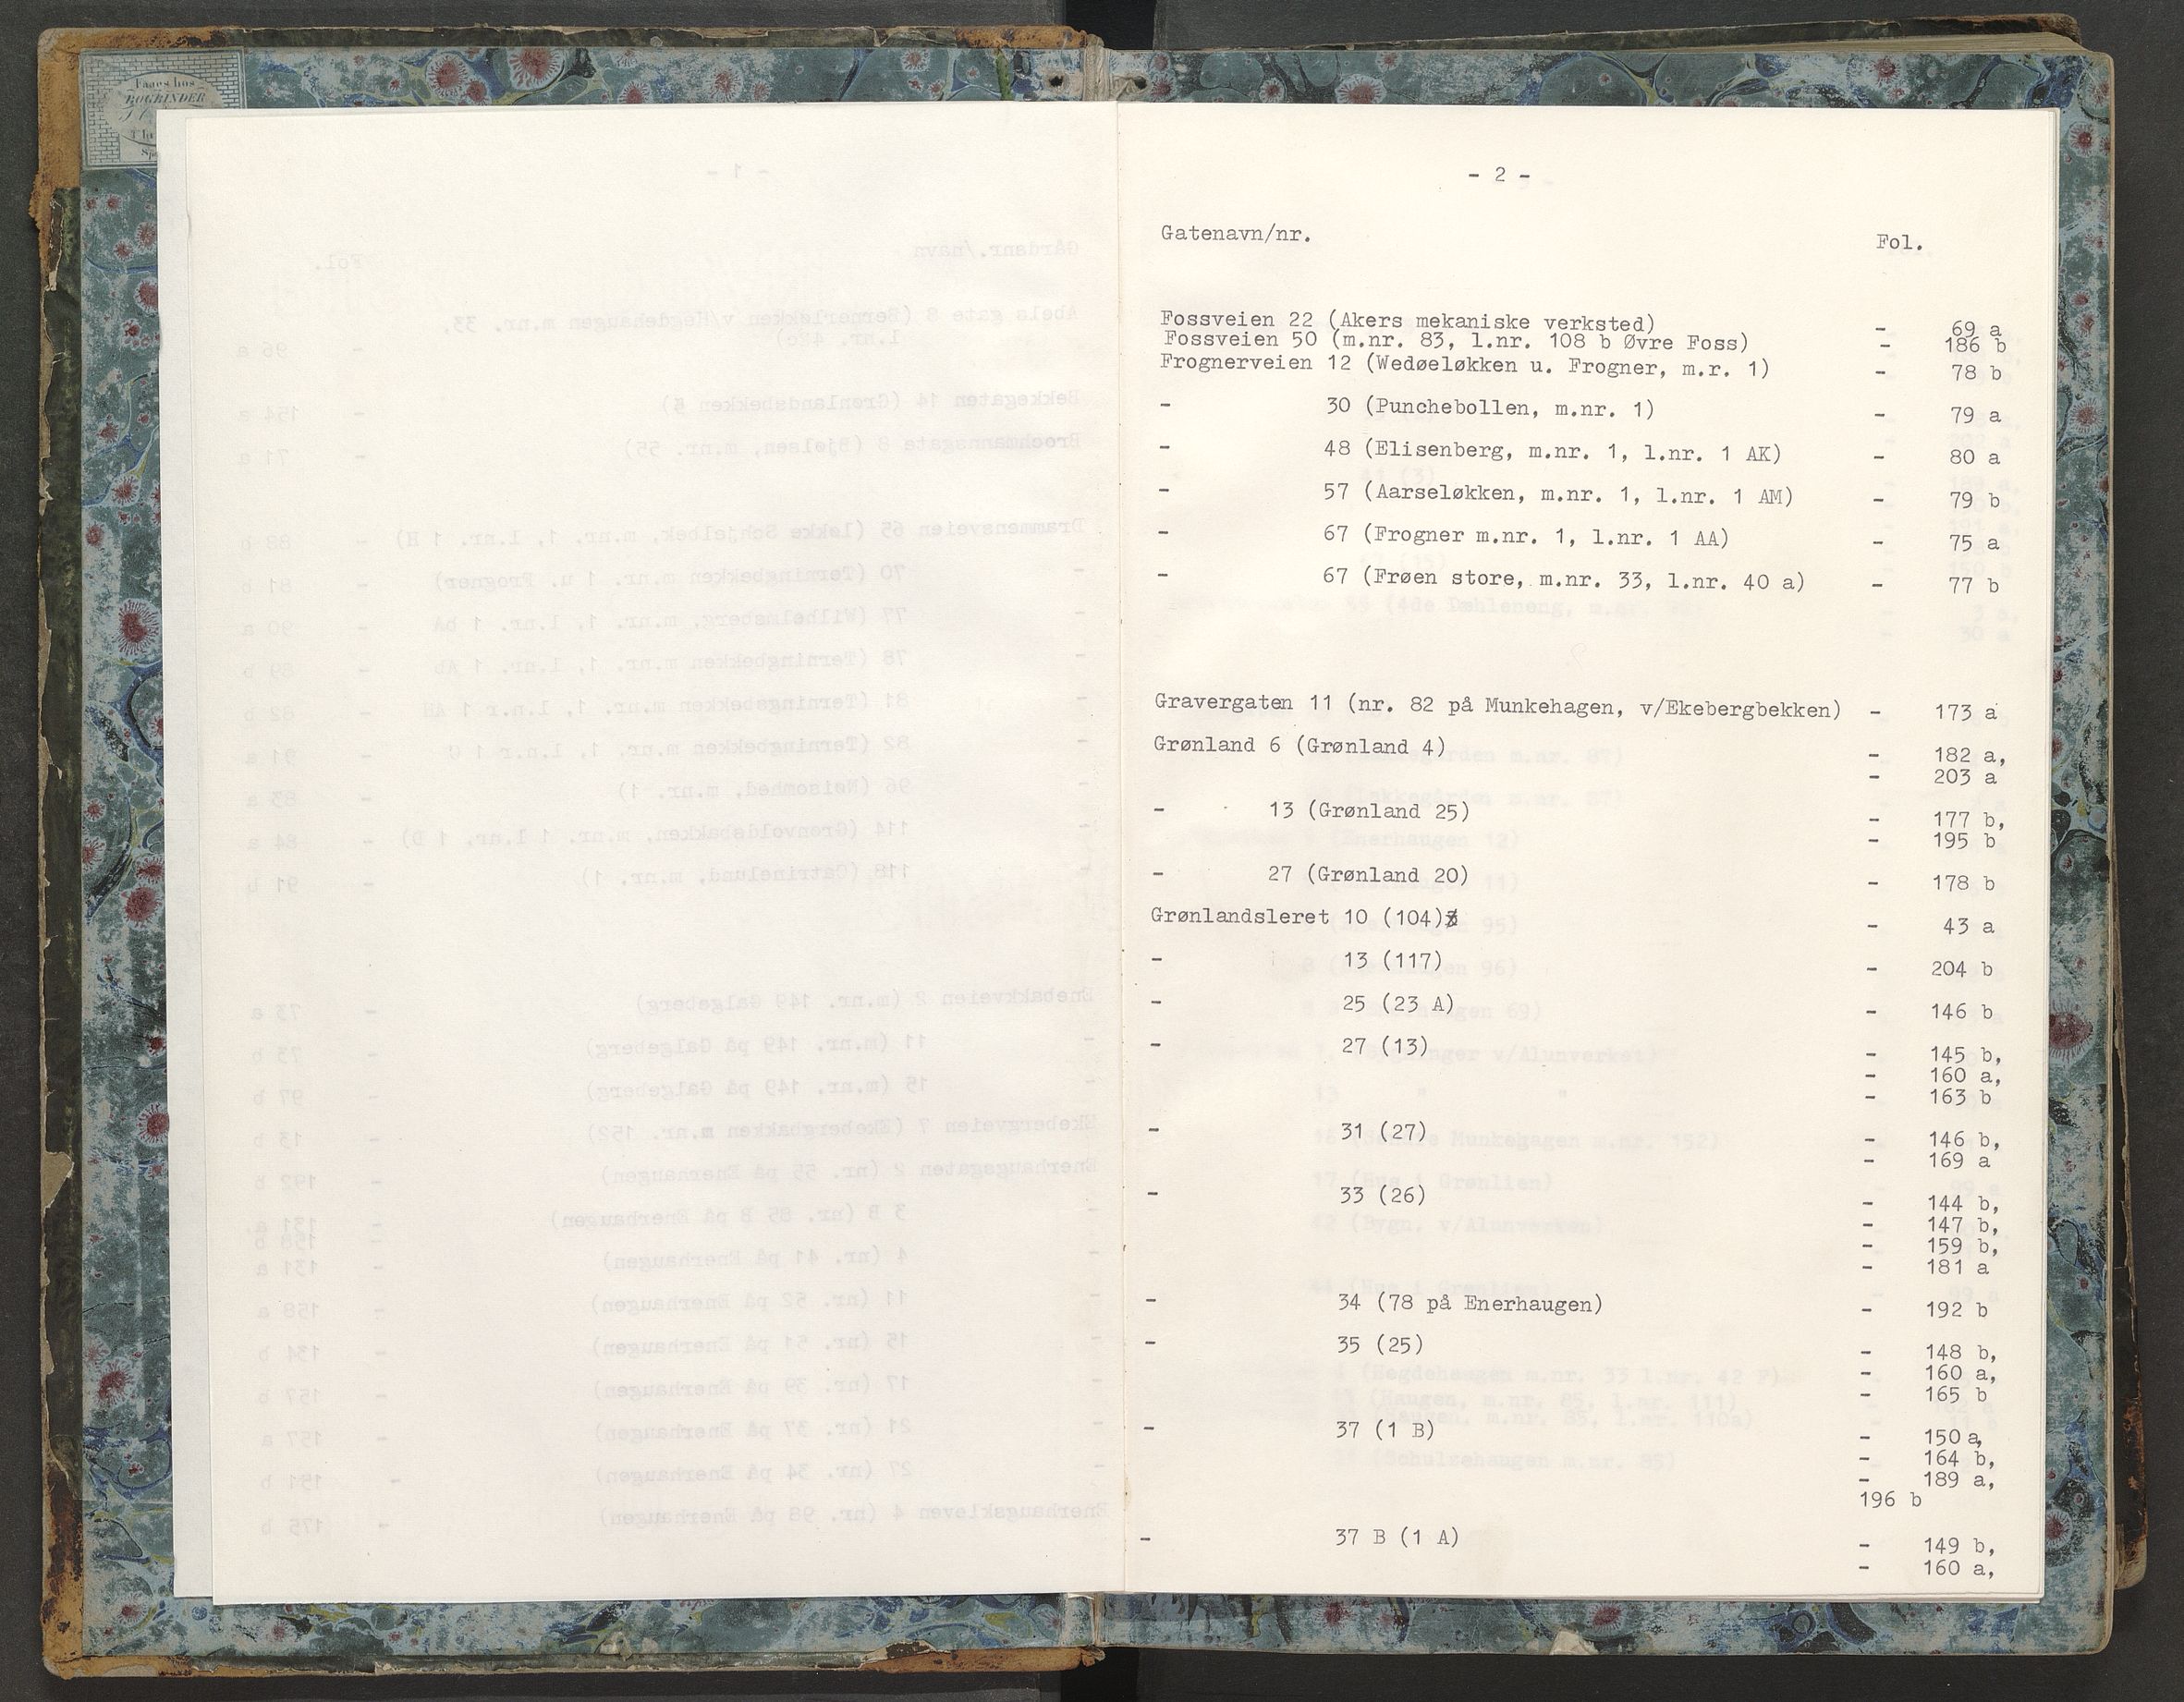 Faaes hos
BOGBINDER
- 2 -
Gatenavn/nr. Fol.
Fossveien 22 (Akers mekaniske verksted) - 69 a
Fossveien 50 (m.nr. 83, l.nr. 108 b Øvre Foss) - 186 b
Frognerveien 12 (Wedøeløkken u. Frogner, m.r. 1) - 78 b
- 30 (Punchebollen, m.nr. 1) - 79 a
- 48 (Elisenberg, m.nr. 1, l.nr. 1 AK) - 80 a
- 57 (Aarseløkken, m.nr. 1, l.nr. 1 AM) - 79 b
- 67 (Frogner m.nr. 1, l.nr. 1 AA) - 75 a
- 67 (Frøen store, m.nr. 33, l.nr. 40 a) - 77 b
Gravergaten 11 (nr. 82 på Munkehagen, v/Ekebergbekken) - 173 a
Grønland 6 (Grønland 4) - 182 a,
- 203 a
- 13 (Grønland 25) - 177 b,
- 195 b
- 27 (Grønland 20) - 178 b
Grønlandsleret 10 (104) - 43 a
- 13 (117) - 204 b
- 25 (23 A) - 146 b
- 27 (13) - 145 b,
- 160 a,
- 163 b
- 31 (27) - 146 b,
- 169 a
- 33 (26) - 144 b,
- 147 b,
- 159 b,
- 181 a
- 34 (78 på Enerhaugen) - 192 b
- 35 (25) - 148 b,
- 160 a,
- 165 b
- 37 (1 B) - 150 a,
- 164 b,
- 189 a,
196 b
- 37 B (1 A) - 149 b,
- 160 a,